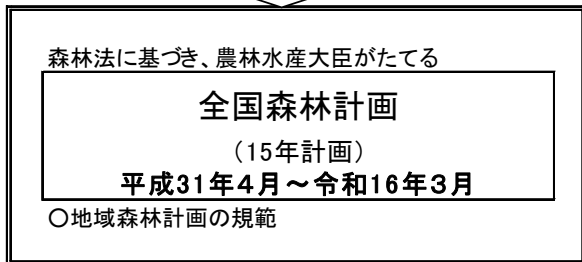 森林法に基づき、農林水産大臣がたてる
全国森林計画
（15年計画）
平成31年４月～令和16年３月
〇地域森林計画の規範